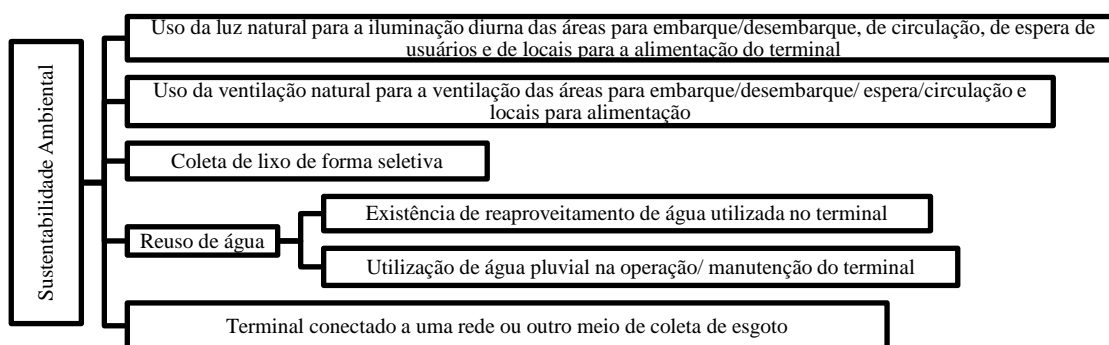 Sustentabilidade Ambiental
Uso da luz natural para a iluminação diurna das áreas para embarque/desembarque, de circulação, de espera de
usuários e de locais para a alimentação do terminal
Uso da ventilação natural para a ventilação das áreas para embarque/desembarque/ espera/circulação e
locais para alimentação
Coleta de lixo de forma seletiva
Reuso de água
Existência de reaproveitamento de água utilizada no terminal
Utilização de água pluvial na operação/ manutenção do terminal
Terminal conectado a uma rede ou outro meio de coleta de esgoto